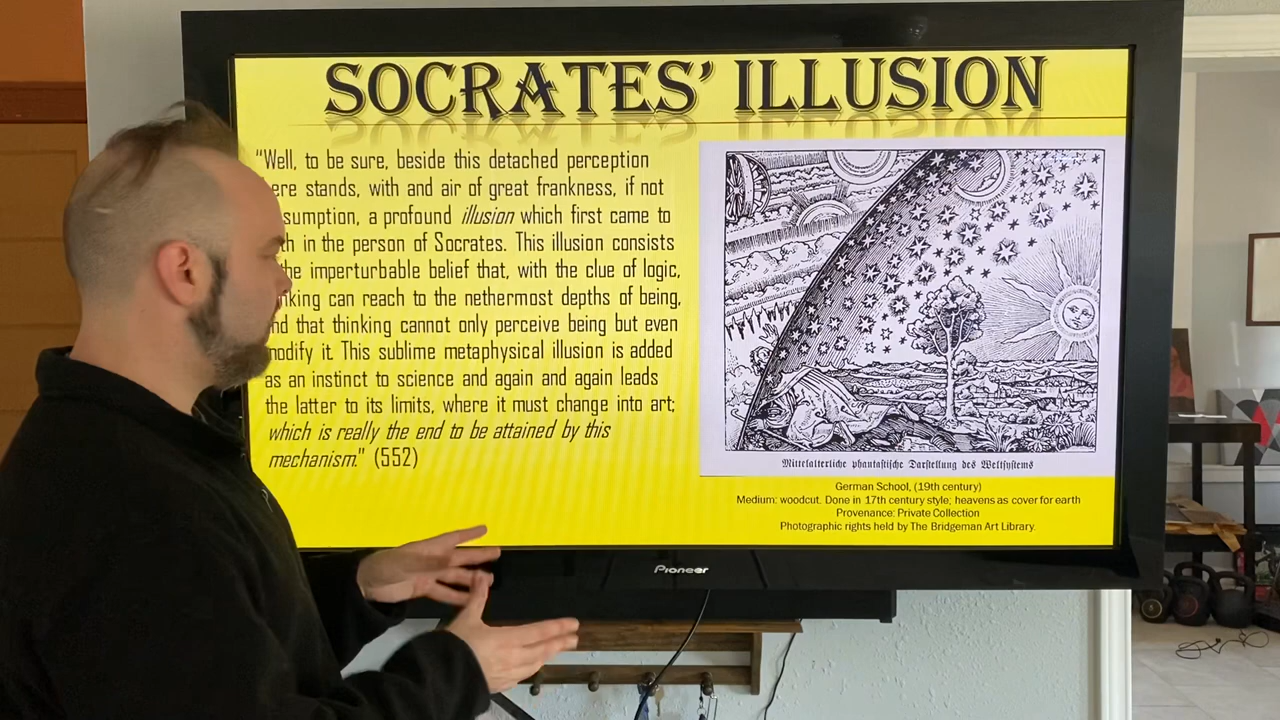 SOCRATES' ILLUSION
"Well, to be sure, beside this detached perception
ere stands, with and air of great frankness, if not
sumption, a profound illusion which first came to
th in the person of Socrates. This illusion consists
the imperturbable belief that, with the clue of logic,
nking can reach to the nethermost depths of being,
nd that thinking cannot only perceive being but even
modify it. This sublime metaphysical illusion is added
as an instinct to science and again and again leads
the latter to its limits, where it must change into art;
which is really the end to be attained by this
mechanism." (552)
Mittelalterliche phantastische Darstellung des Weltsystems
German School, (19th century)
Medium: woodcut. Done in 17th century style; heavens as cover for earth
Provenance: Private Collection
Photographic rights held by The Bridgeman Art Library.
Pioneer